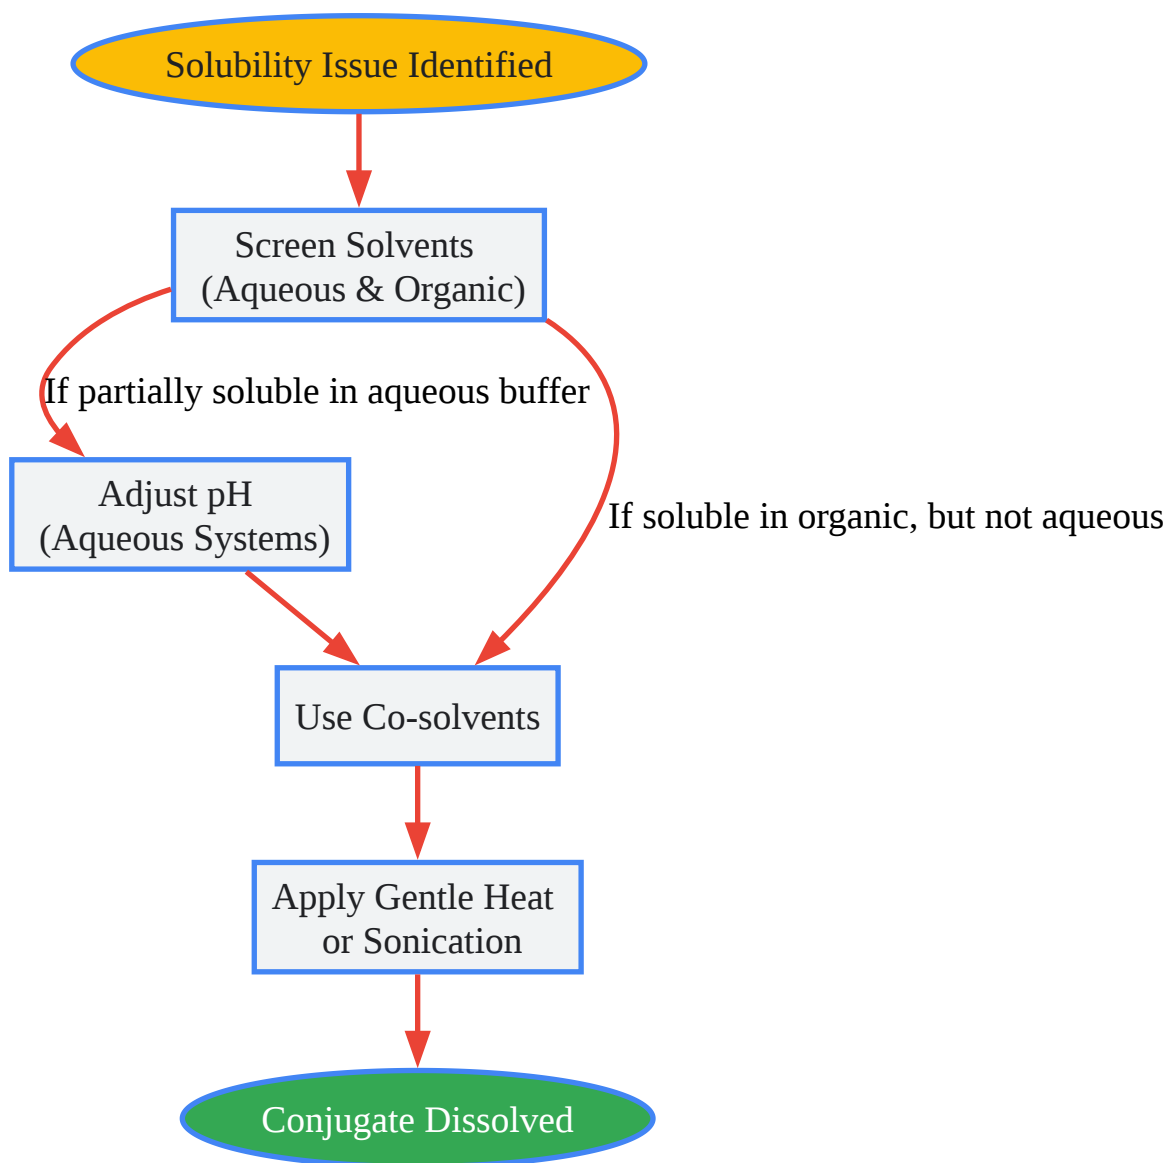 Solubility Issue Identified
Screen Solvents
(Aqueous & Organic)
If partially soluble in aqueous buffer
Adjust pH
(Aqueous Systems)
If soluble in organic, but not aqueous
Use Co-solvents
Apply Gentle Heat
or Sonication
Conjugate Dissolved